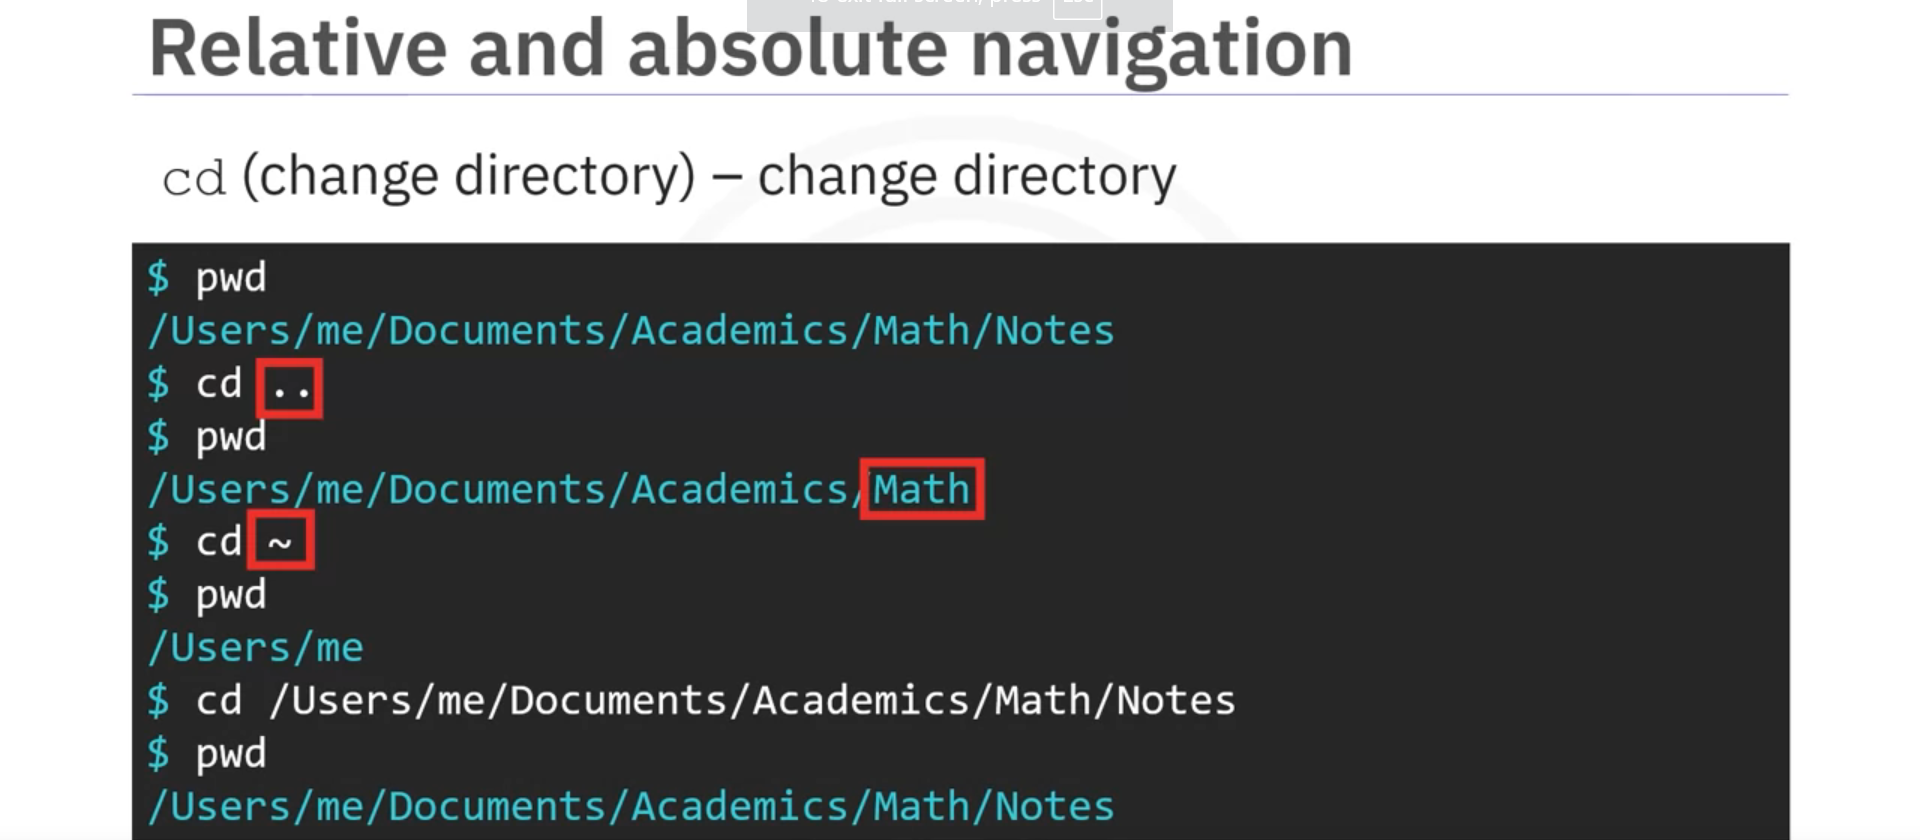 Relative and absolute navigation
cd (change directory) – change directory
$ pwd
/Users/me/Documents/Academics/Math/Notes
$ cd ..
$ pwd
/Users/me/Documents/Academics/Math
$ cd ~
$ pwd
/Users/me
$ cd /Users/me/Documents/Academics/Math/Notes
$ pwd
/Users/me/Documents/Academics/Math/Notes